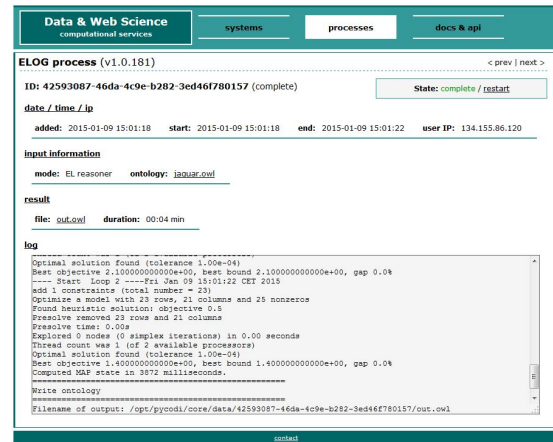 Data & Web Science
computational services
systems
processes
docs & api
ELOG process (v1.0.181)
< prev | next >
ID: 42593087-46da-4c9e-b282-3ed46f780157 (complete)
State: complete / restart
date / time / ip
added: 2015-01-09 15:01:18 start: 2015-01-09 15:01:18 end: 2015-01-09 15:01:22 user IP: 134.155.86.120
input information
mode: EL reasoner ontology: jaguar.owl
result
file: out.owl duration: 00:04 min
log
Optimal solution found (tolerance 1.00e-04)
Best objective 2.100000000000e+00, best bound 2.100000000000e+00, gap 0.0%
---- Start Loop 2 ----Fri Jan 09 15:01:22 CET 2015
add 1 constraints (total number = 23)
Optimize a model with 23 rows, 21 columns and 25 nonzeros
Found heuristic solution: objective 0.5
Presolve removed 23 rows and 21 columns
Presolve time: 0.00s
Explored 0 nodes (0 simplex iterations) in 0.00 seconds
Thread count was 1 (of 2 available processors)
Optimal solution found (tolerance 1.00e-04)
Best objective 1.400000000000e+00, best bound 1.400000000000e+00, gap 0.0%
Computed MAP state in 3872 milliseconds.
==================================================
Write ontology
==================================================
Filename of output: /opt/pycodi/core/data/42593087-46da-4c9e-b282-3ed46f780157/out.owl
contact